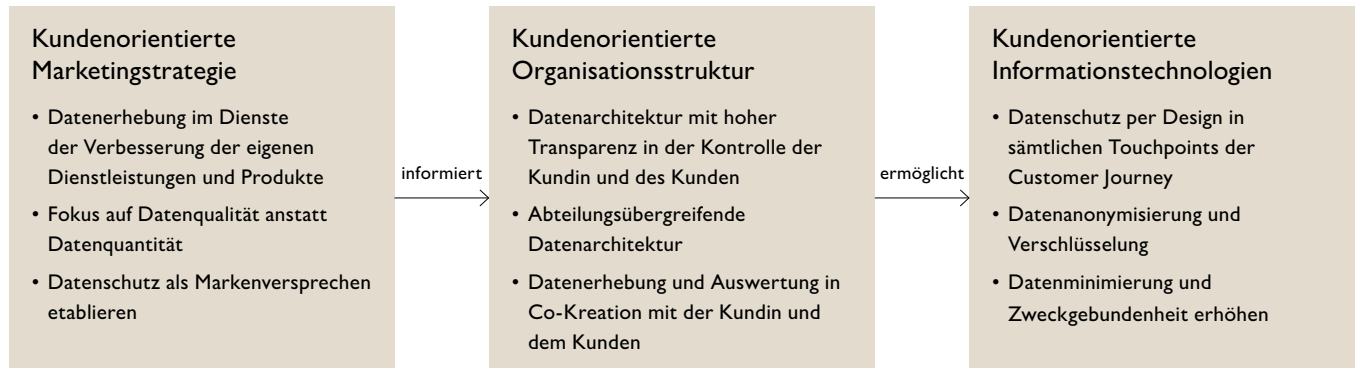 Kundenorientierte
Marketingstrategie
• Datenerhebung im Dienste
der Verbesserung der eigenen
Dienstleistungen und Produkte
• Fokus auf Datenqualität anstatt
Datenquantität
• Datenschutz als Markenversprechen
etablieren
informiert
Kundenorientierte
Organisationsstruktur
• Datenarchitektur mit hoher
Transparenz in der Kontrolle der
Kundin und des Kunden
• Abteilungsübergreifende
Datenarchitektur
• Datenerhebung und Auswertung in
Co-Kreation mit der Kundin und
dem Kunden
ermöglicht
Kundenorientierte
Informationstechnologien
• Datenschutz per Design in
sämtlichen Touchpoints der
Customer Journey
• Datenanonymisierung und
Verschlüsselung
• Datenminimierung und
Zweckgebundenheit erhöhen